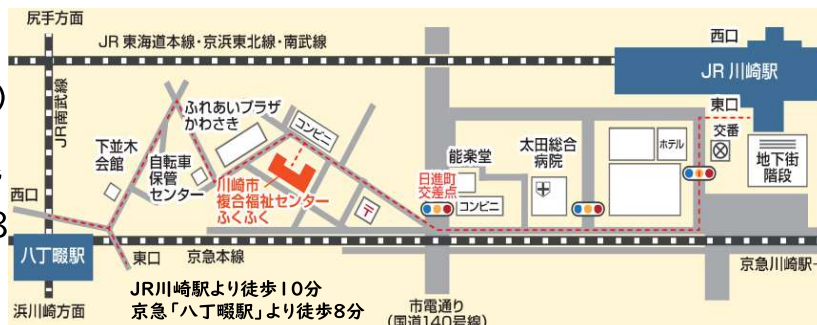 尻手方面
JR東海道本線・京浜東北線・南武線
西口
JR川崎駅
東口
JR南武線
ふれあいプラザ
かわさき
コンビニ
交番
下並木
会館
自転車
保管
センター
川崎市
複合福祉センター
ふくふく
能楽堂
太田総合
病院
ホテル
地下街
階段
日進町
交差点
コンビニ
〒
西口
八丁畷駅
東口
京急本線
京急川崎駅
JR川崎駅より徒歩10分
京急「八丁畷駅」より徒歩8分
浜川崎方面
市電通り
(国道140号線)
)
8